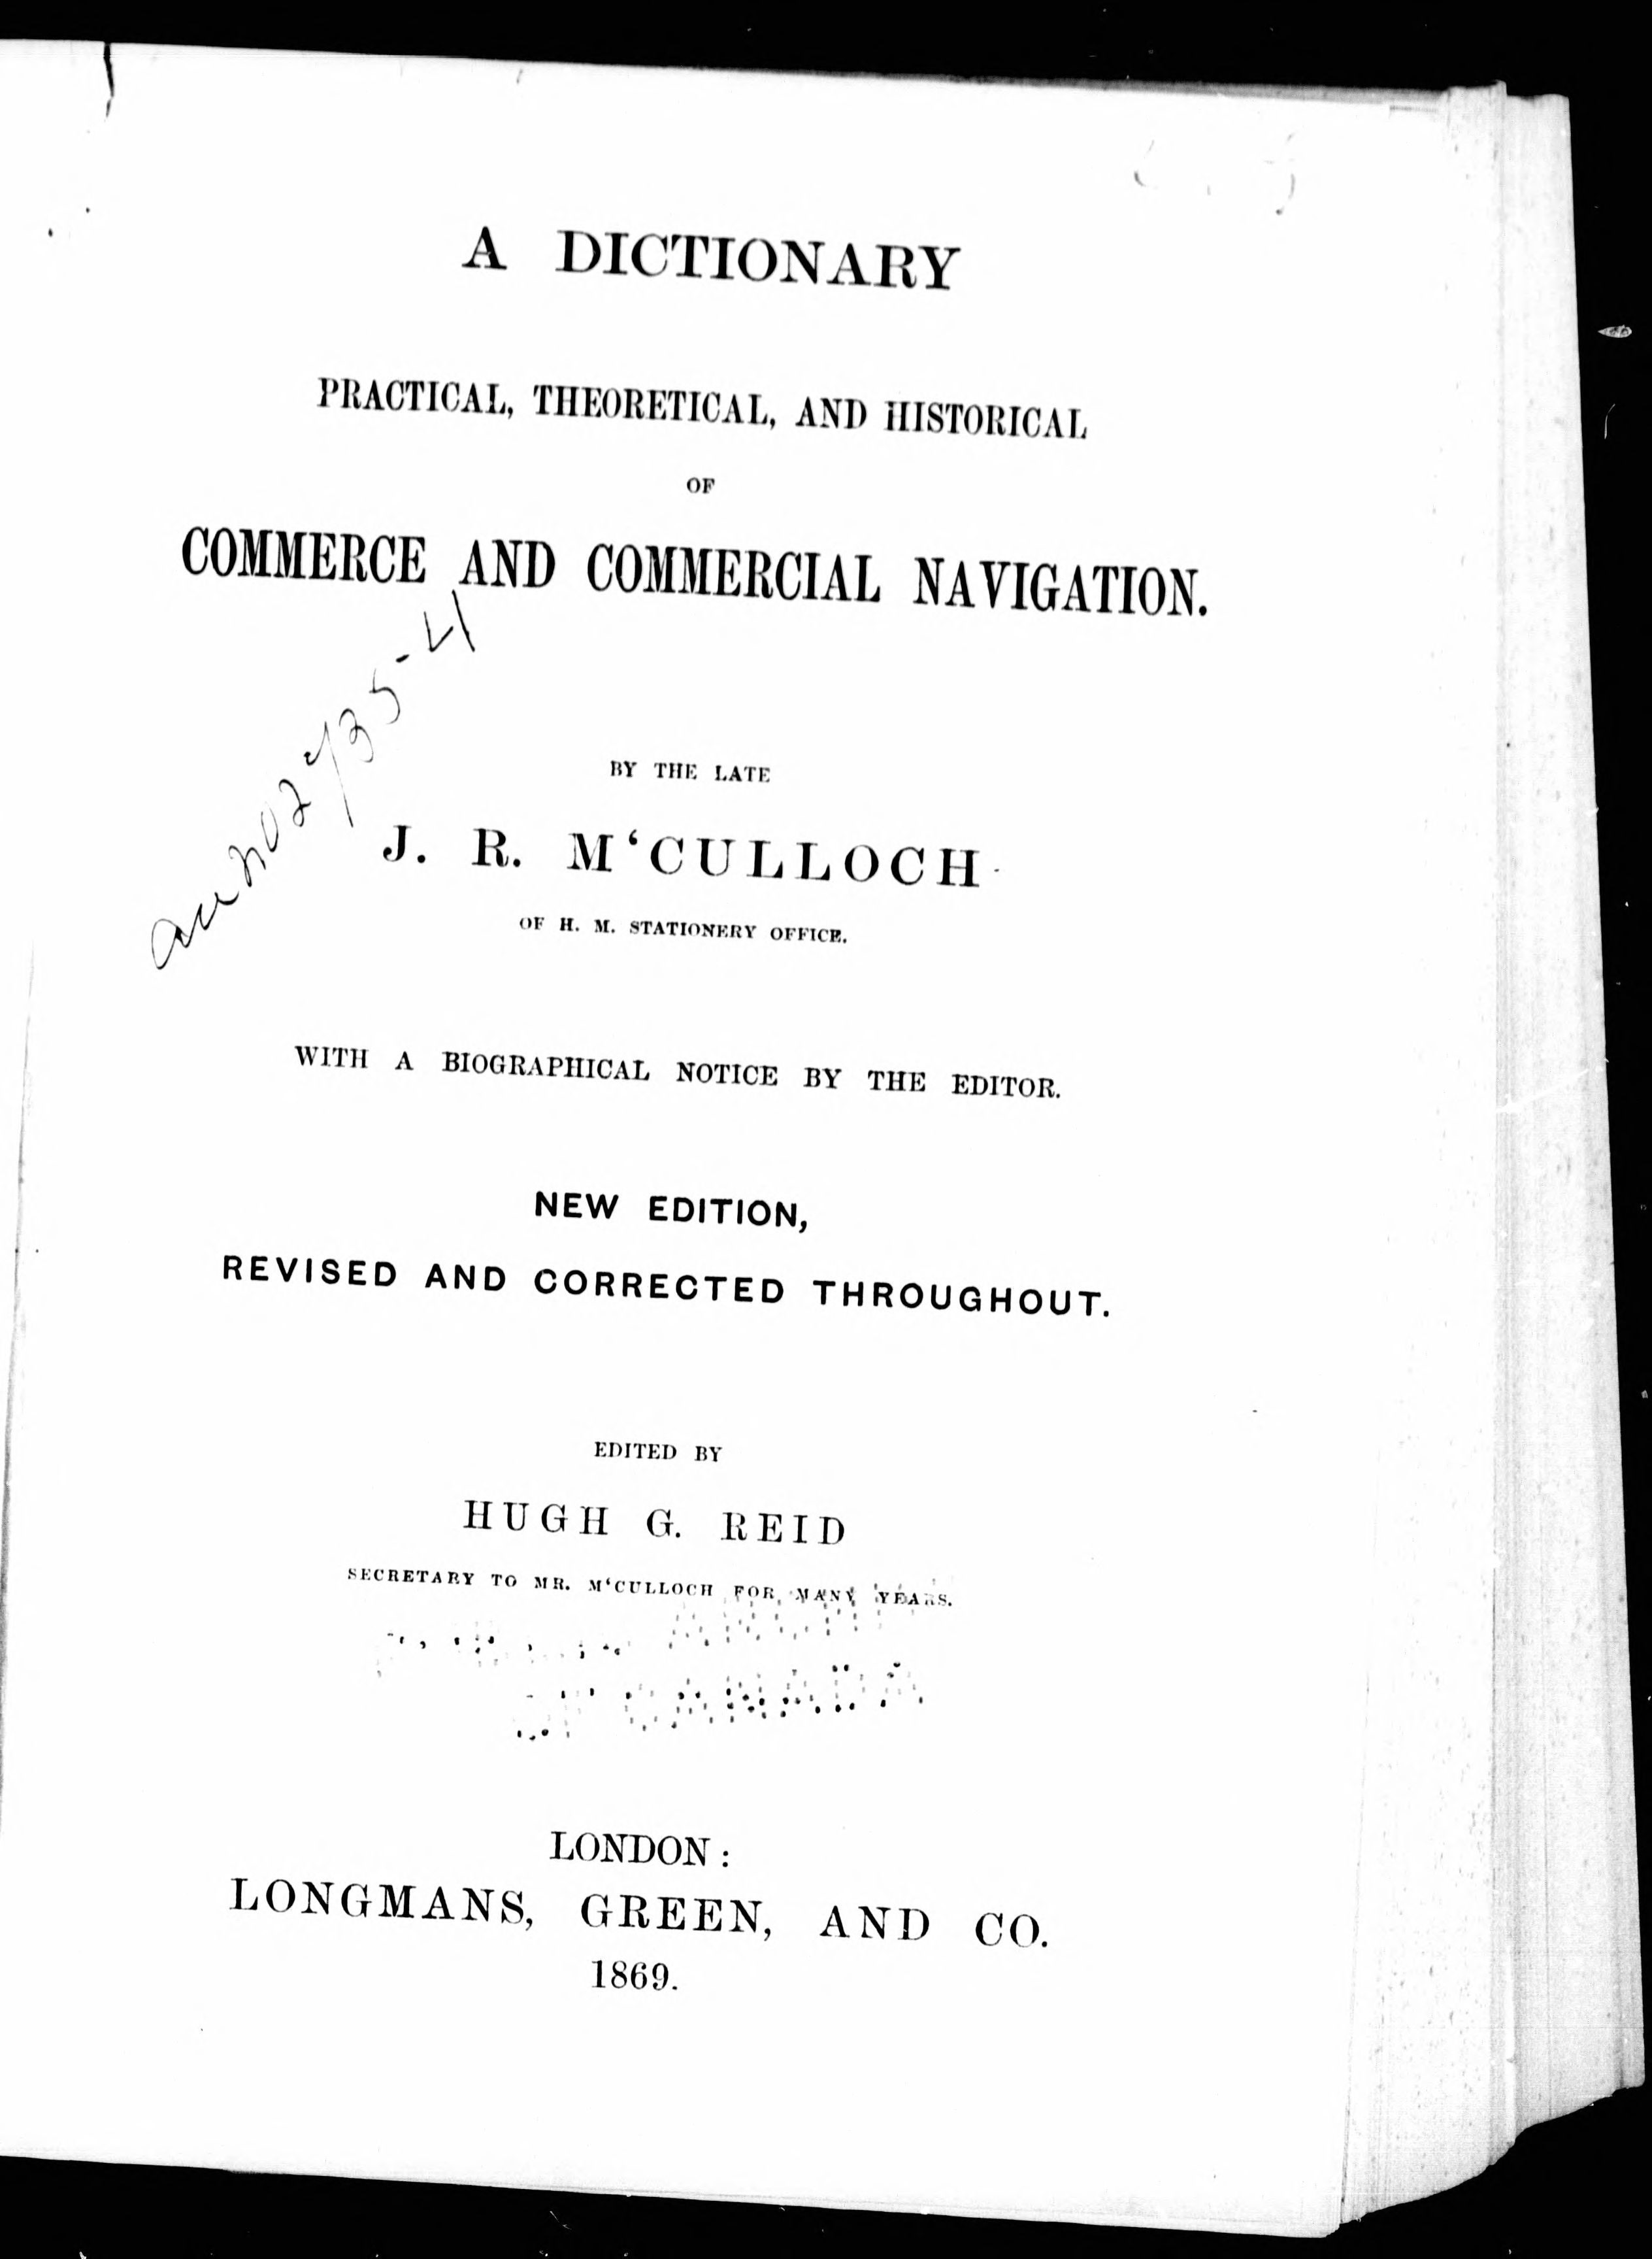 A DICTIONARY
PRACTICAL, THEORETICAL, AND HISTORICAL
OF
COMMERCE AND COMMERCIAL NAVIGATION.
BY THE LATE
J. R. M‘CULLOCH
OF H. M. STATIONERY OFFICE.
WITH A BIOGRAPHICAL NOTICE BY THE EDITOR.
NEW EDITION,
REVISED AND CORRECTED THROUGHOUT.
EDITED BY
HUGH G. REID
SECRETARY TO MR. M‘CULLOCH FOR MANY YEARS.
OF CANADA
LONDON:
LONGMANS, GREEN, AND CO.
1869.